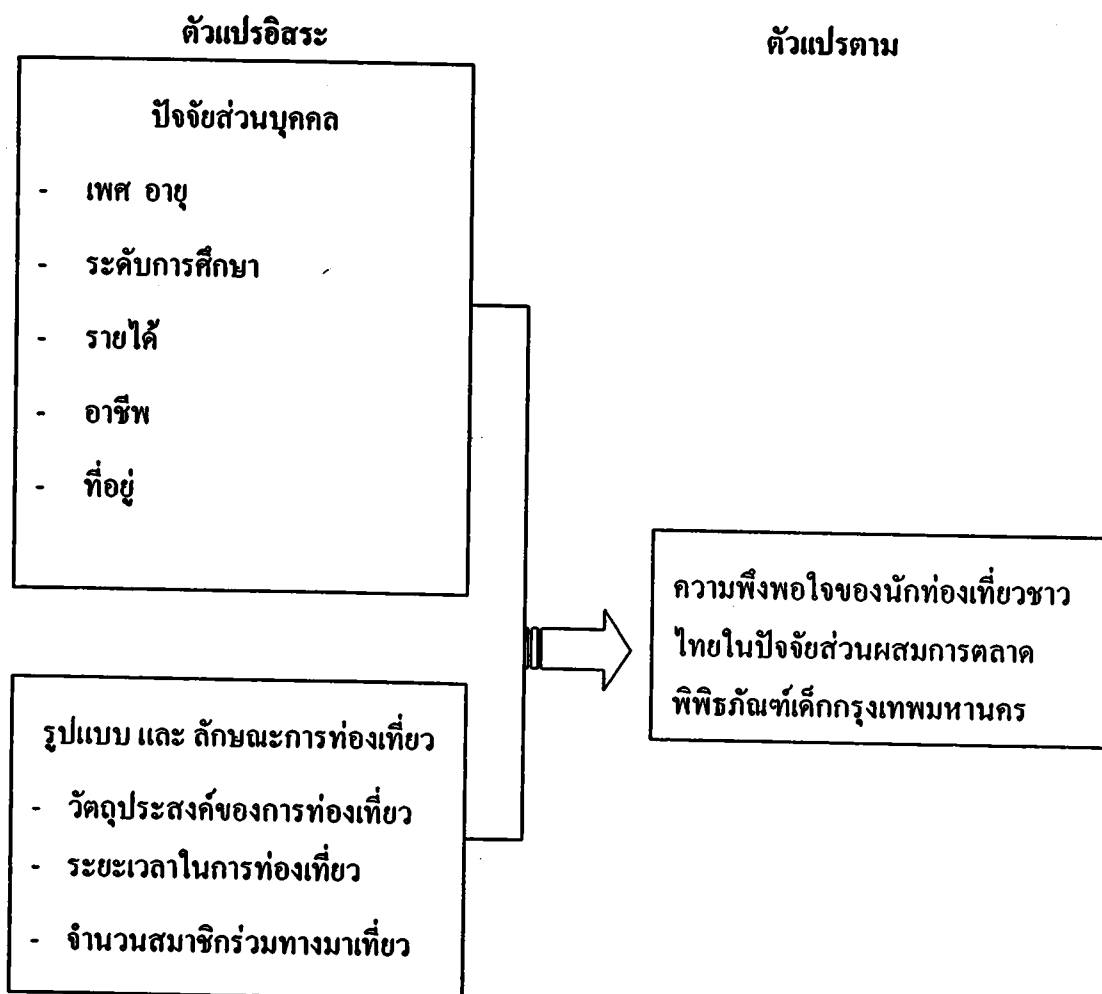 ตัวแปรอิสระ
ตัวแปรตาม
ปัจจัยส่วนบุคคล
- เพศ อายุ
- ระดับการศึกษา
- รายได้
- อาชีพ
- ที่อยู่
ความพึงพอใจของนักท่องเที่ยวชาว
ไทยในปัจจัยส่วนผสมการตลาด
พิพิธภัณฑ์เด็กกรุงเทพมหานคร
รูปแบบ และ ลักษณะการท่องเที่ยว
- วัตถุประสงค์ของการท่องเที่ยว
- ระยะเวลาในการท่องเที่ยว
- จำนวนสมาชิกร่วมทางมาเที่ยว